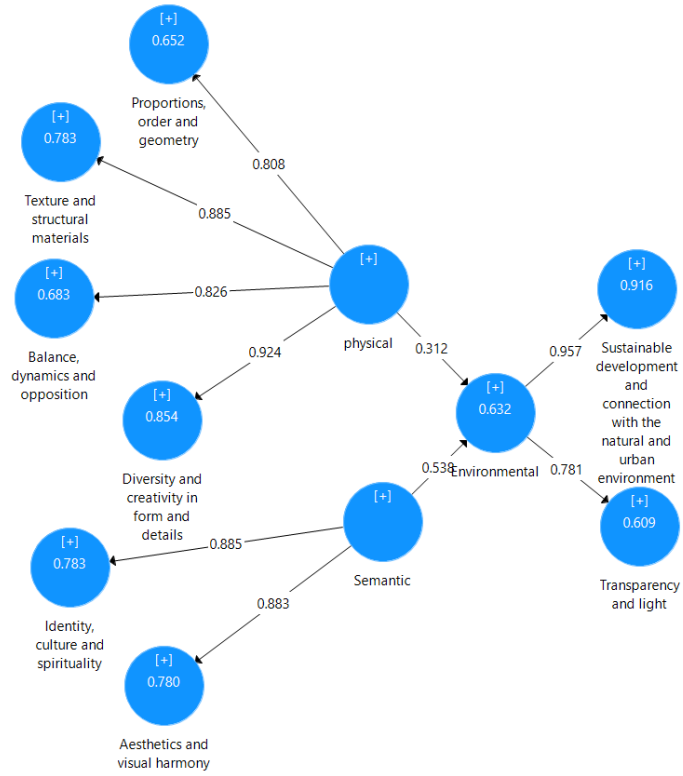 [+]
0.652
Proportions,
order and
geometry
[+]
0.783
Texture and
structural
materials
[+]
0.683
Balance,
dynamics and
opposition
[+]
0.854
Diversity and
creativity in
form and
details
[+]
0.783
Identity,
culture and
spirituality
[+]
0.780
Aesthetics and
visual harmony
0.808
0.885
0.826
0.924
0.885
0.883
[+]
physical
[+]
Semantic
0.312
0.538
[+]
0.632
Environmental
0.957
0.781
[+]
0.916
Sustainable
development
and
connection
with the
natural and
urban
environment
[+]
0.609
Transparency
and light